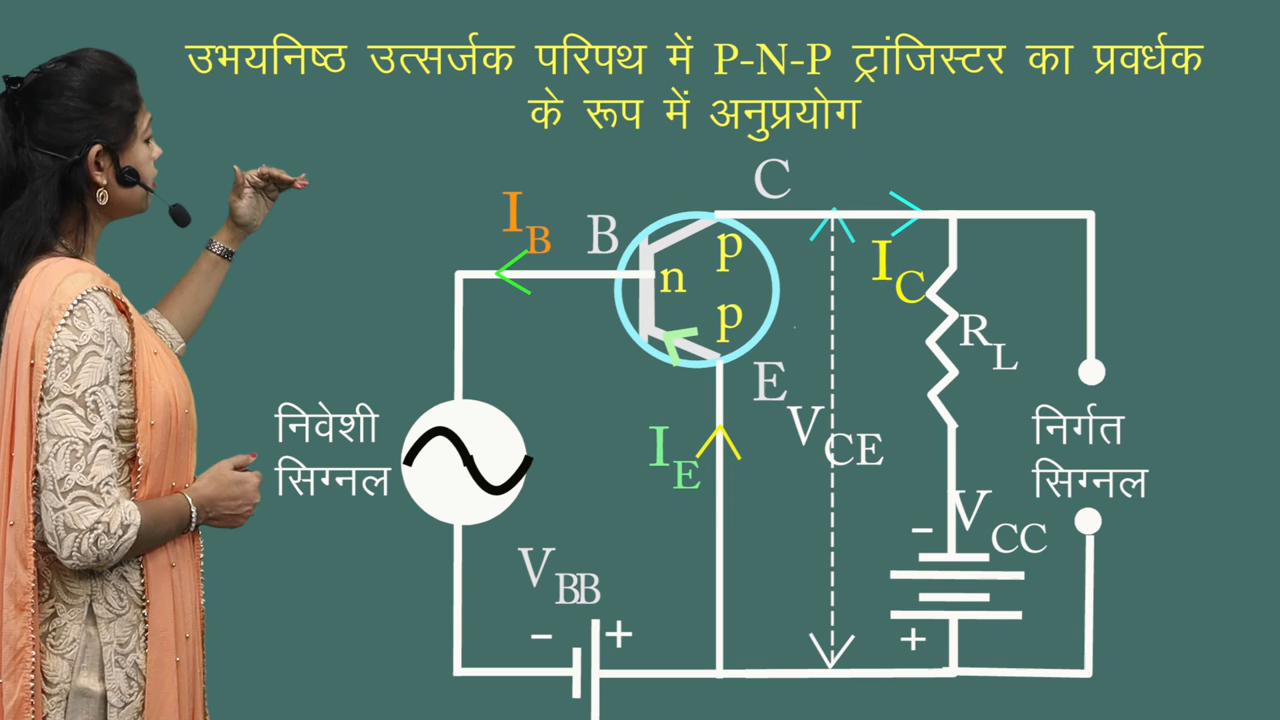 उभयनिष्ठ उत्सर्जक परिपथ में P-N-P ट्रांजिस्टर का प्रवर्धक
के रूप में अनुप्रयोग
C
I_B
B
p
n
I_C
p
R_L
E
V_CE
निवेशी
सिग्नल
I_E
निर्गत
सिग्नल
- V_CC
V_BB
- +
+